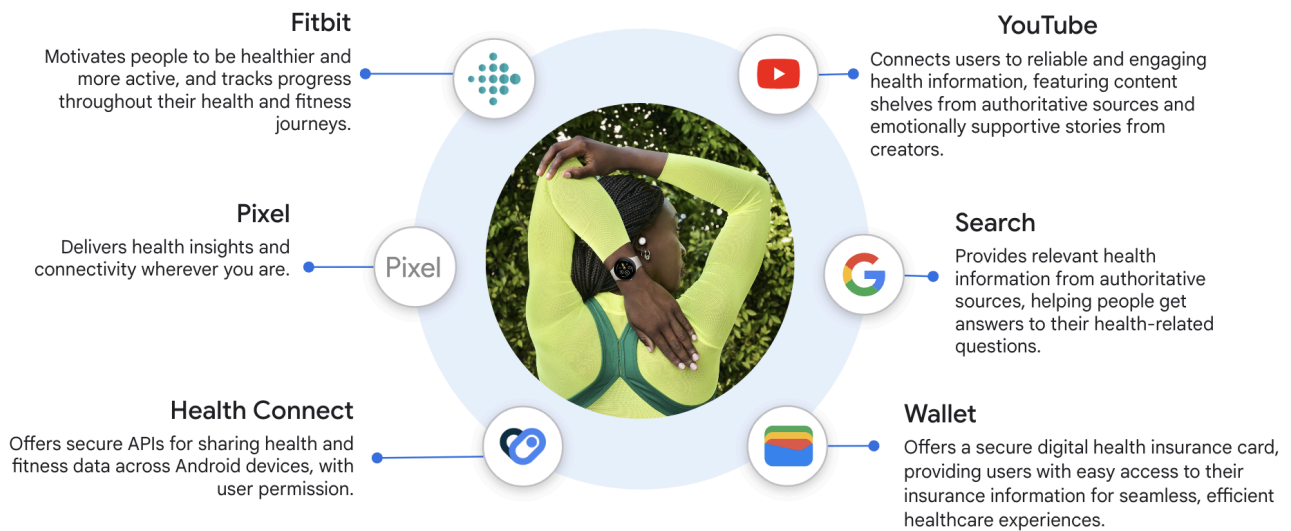 Fitbit
Motivates people to be healthier and
more active, and tracks progress
throughout their health and fitness
journeys.
Pixel
Delivers health insights and
connectivity wherever you are.
Pixel
Health Connect
Offers secure APIs for sharing health and
fitness data across Android devices, with
user permission.
YouTube
Connects users to reliable and engaging
health information, featuring content
shelves from authoritative sources and
emotionally supportive stories from
creators.
Search
Provides relevant health
information from authoritative
sources, helping people get
answers to their health-related
questions.
G
Wallet
Offers a secure digital health insurance card,
providing users with easy access to their
insurance information for seamless, efficient
healthcare experiences.